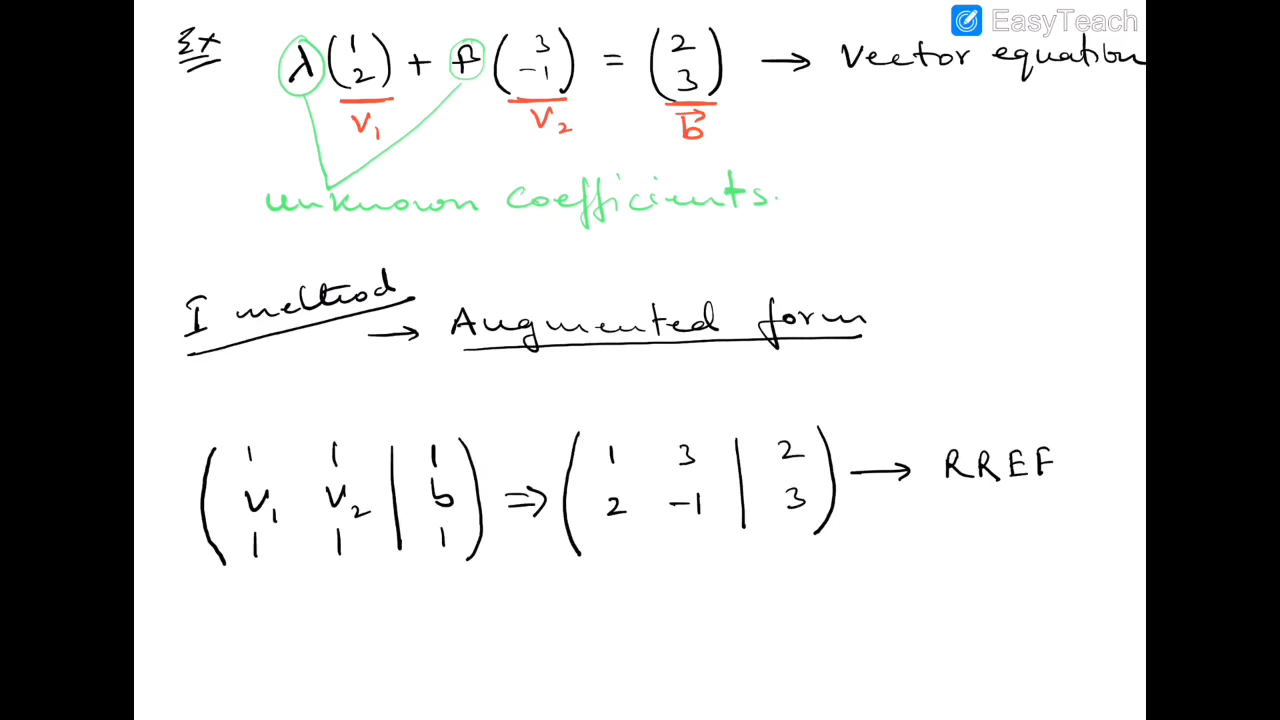 EasyTeach
Ex λ(1 2) + β(3 -1) = (2 3) → Vector equation
V₁ V₂ b⃗
unknown coefficients.
I method → Augmented form
( | | | | )
( V₁ V₂ | b ) ⇒ ( 1 3 | 2 ) → RREF
( | | | | ) ( 2 -1 | 3 )